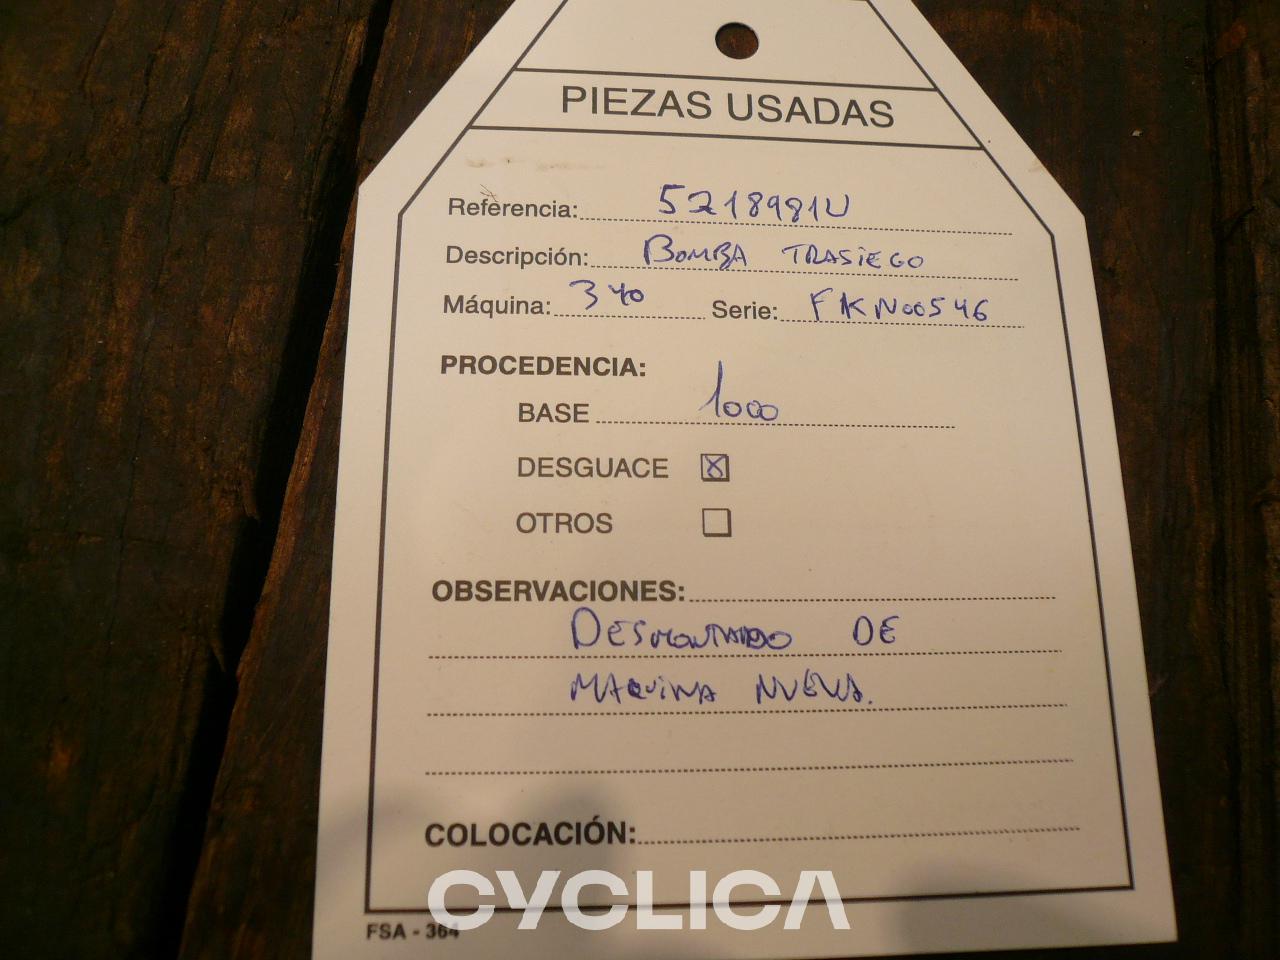 PIEZAS USADAS
Referencia: 5218981U
Descripción: BOMBA TRASIEGO
Máquina: 340 Serie: FKN00546
PROCEDENCIA:
BASE 1000
DESGUACE X
OTROS
OBSERVACIONES:
DESMONTADO DE
MAQUINA NUEVA.
COLOCACIÓN:
CYCLICA
FSA - 364